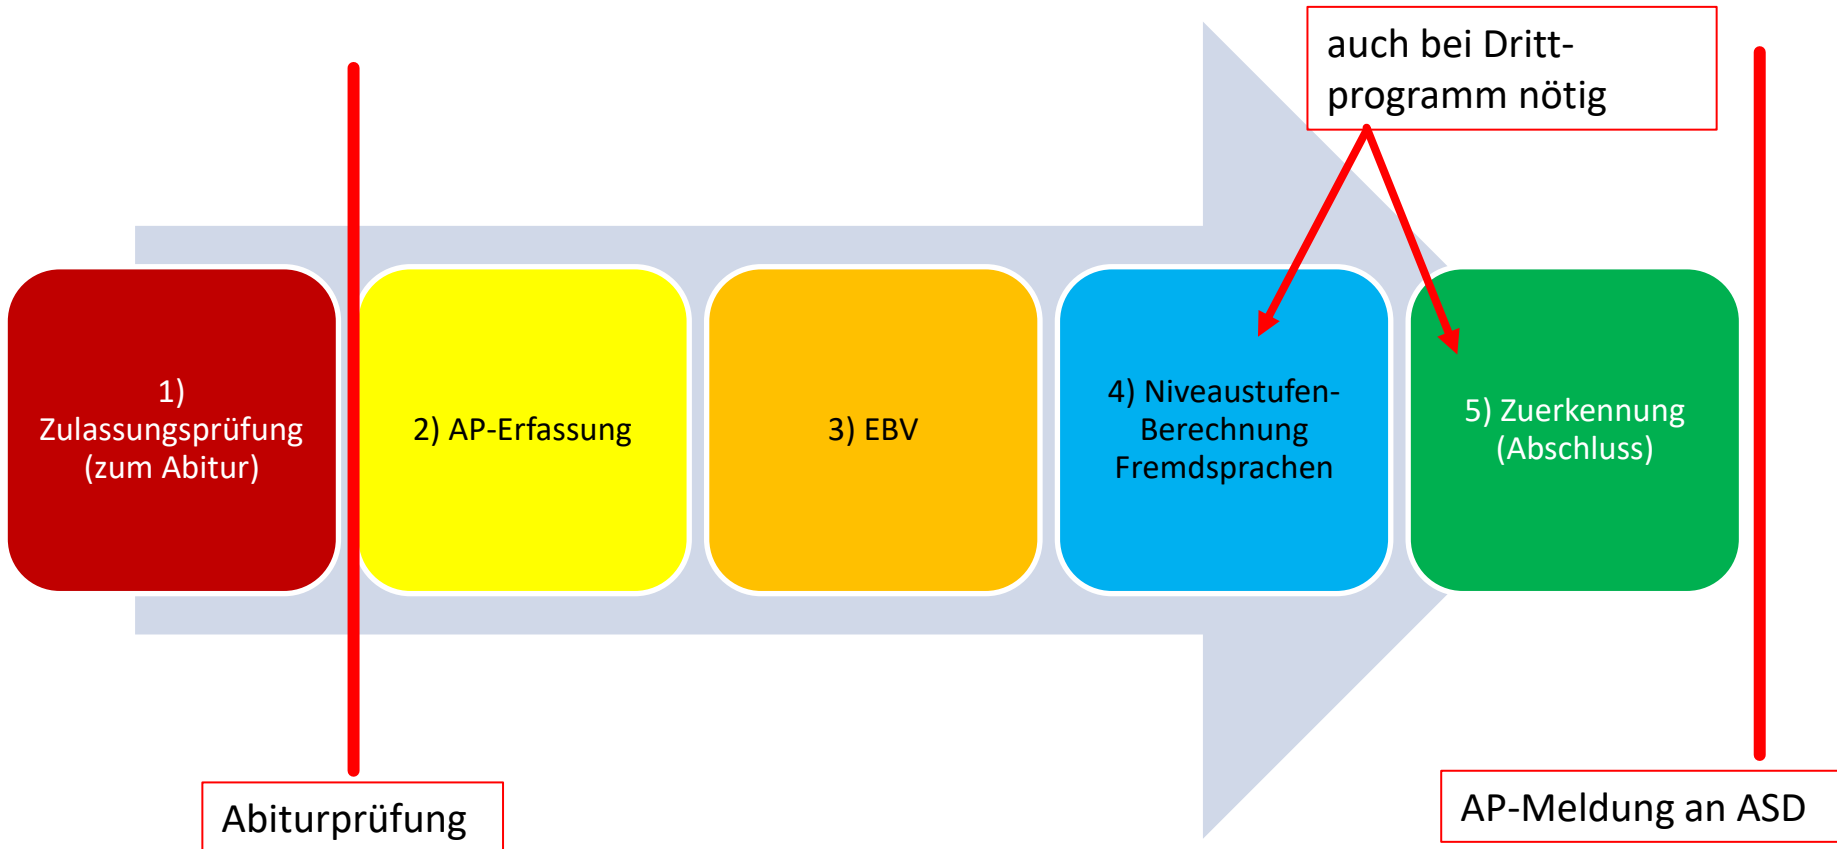 auch bei Dritt-
programm nötig
1)
Zulassungsprüfung
(zum Abitur)
2) AP-Erfassung
3) EBV
4) Niveaustufen-
Berechnung
Fremdsprachen
5) Zuerkennung
(Abschluss)
Abiturprüfung
AP-Meldung an ASD